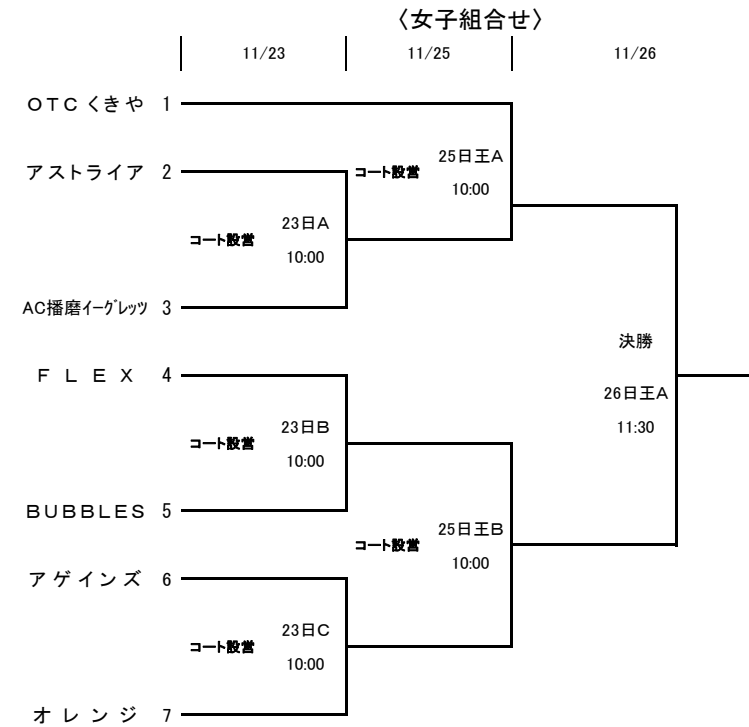 〈女子組合せ〉
11/23 11/25 11/26
OTCくきや 1
25日王A
コート設営
10:00
アストライア 2
23日A
コート設営
10:00
AC播磨イーグレッツ 3
決勝
26日王A
11:30
FLEX 4
23日B
コート設営
10:00
BUBBLES 5
25日王B
コート設営
10:00
アゲインズ 6
23日C
コート設営
10:00
オレンジ 7